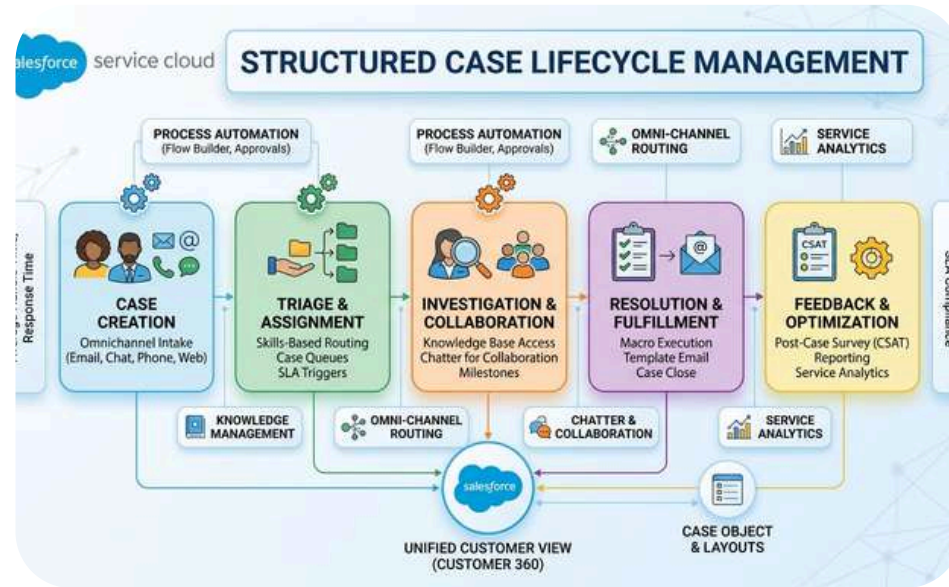 alesforce service cloud
STRUCTURED CASE LIFECYCLE MANAGEMENT
PROCESS AUTOMATION
(Flow Builder, Approvals)
PROCESS AUTOMATION
(Flow Builder, Approvals)
OMNI-CHANNEL
ROUTING
SERVICE
ANALYTICS
Response Time
CASE
CREATION
Omnichannel Intake
(Email, Chat, Phone, Web)
TRIAGE &
ASSIGNMENT
Skills-Based Routing
Case Queues
SLA Triggers
INVESTIGATION &
COLLABORATION
Knowledge Base Access
Chatter for Collaboration
Milestones
@
RESOLUTION &
FULFILLMENT
Macro Execution
Template Email
Case Close
CSAT
FEEDBACK &
OPTIMIZATION
Post-Case Survey (CSAT)
Reporting
Service Analytics
@
KNOWLEDGE
MANAGEMENT
OMNI-CHANNEL
ROUTING
CHATTER &
COLLABORATION
SERVICE
ANALYTICS
salesforce
UNIFIED CUSTOMER VIEW
(CUSTOMER 360)
CASE OBJECT
& LAYOUTS